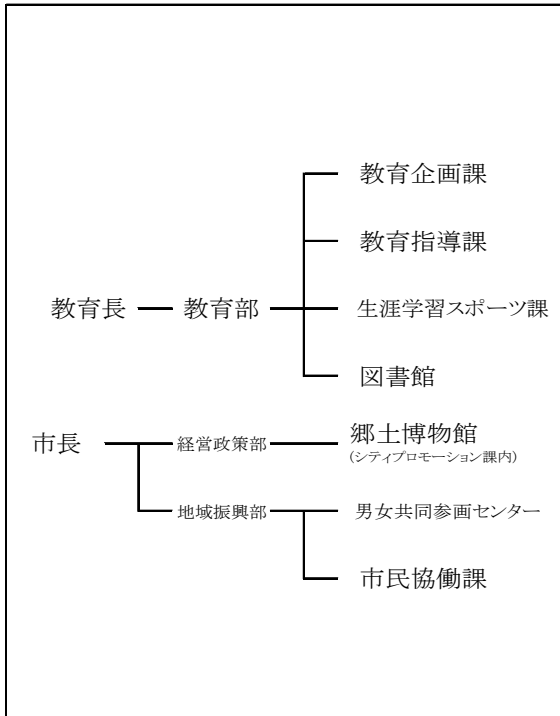 教育企画課
教育指導課
教育長
教育部
生涯学習スポーツ課
図書館
市長
経営政策部
郷土博物館
(シティプロモーション課内)
地域振興部
男女共同参画センター
市民協働課